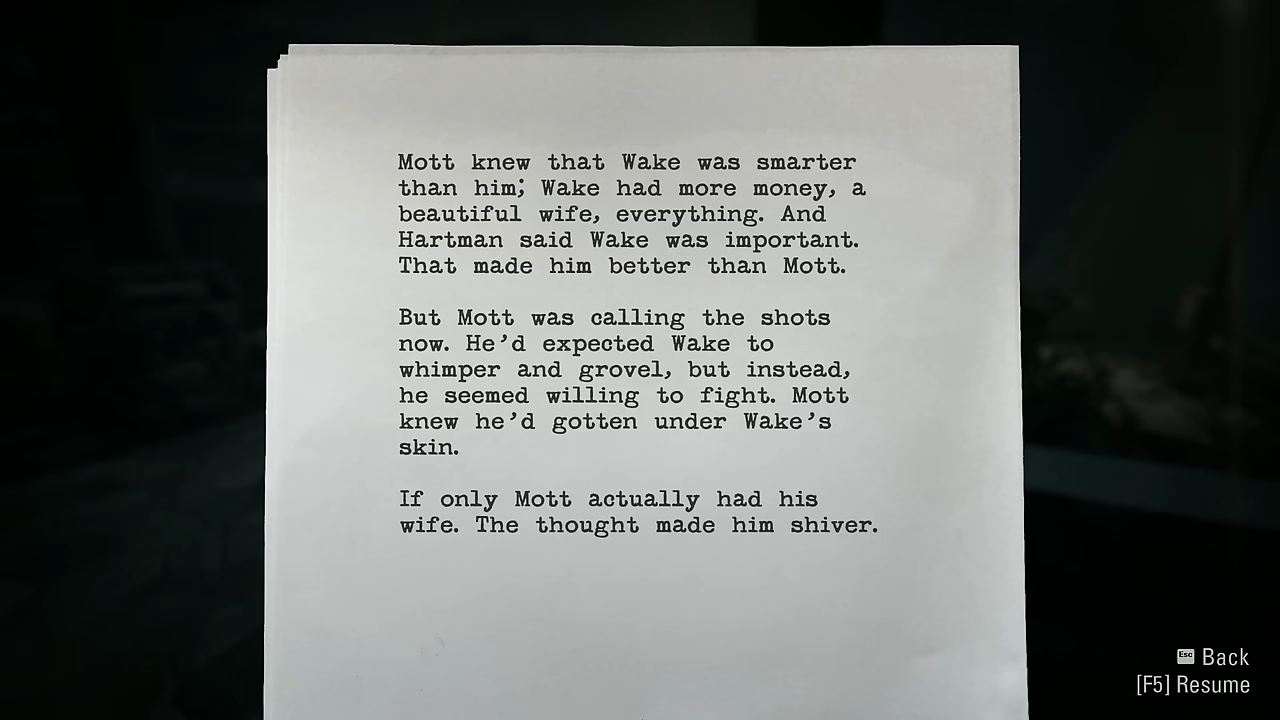 Mott knew that Wake was smarter
than him; Wake had more money, a
beautiful wife, everything. And
Hartman said Wake was important.
That made him better than Mott.
But Mott was calling the shots
now. He’d expected Wake to
whimper and grovel, but instead,
he seemed willing to fight. Mott
knew he’d gotten under Wake’s
skin.
If only Mott actually had his
wife. The thought made him shiver.
Esc Back
[F5] Resume